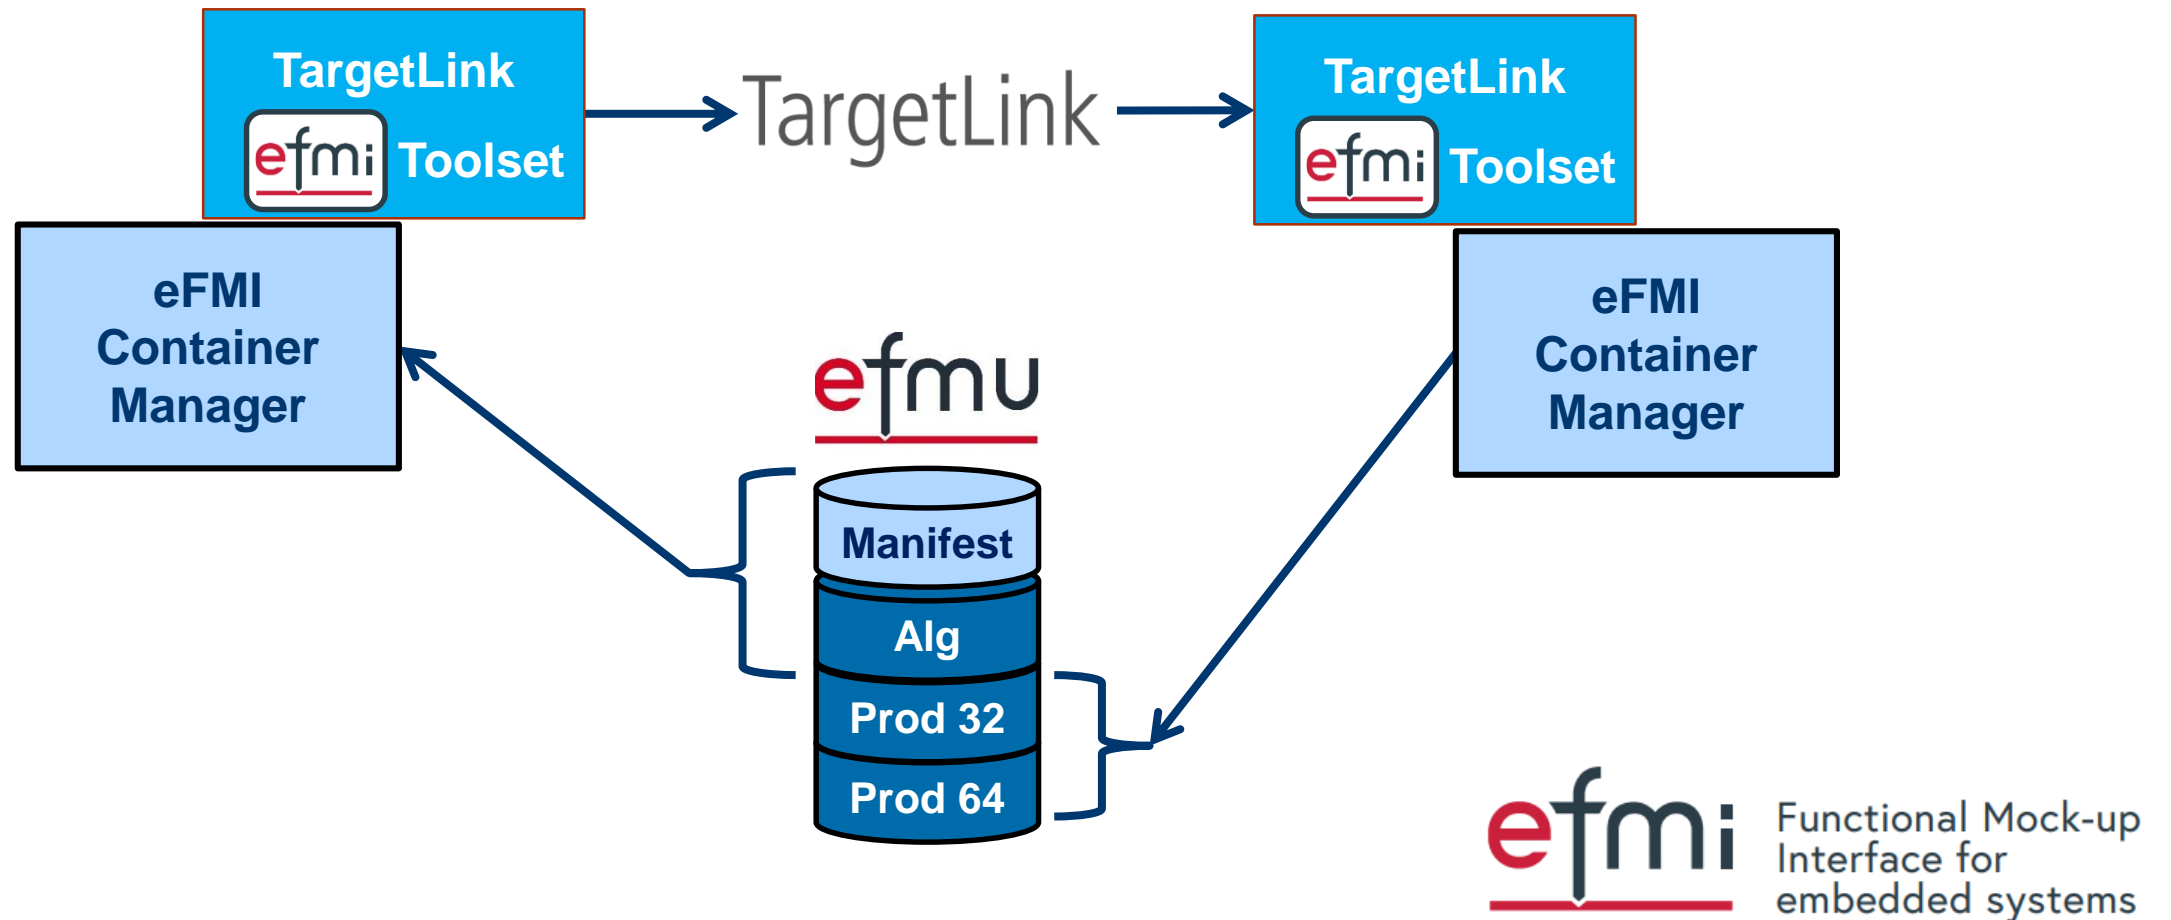 TargetLink
efmi Toolset
TargetLink
TargetLink
efmi Toolset
eFMI
Container
Manager
eFMI
Container
Manager
efmu
Manifest
Alg
Prod 32
Prod 64
efmi
Functional Mock-up
Interface for
embedded systems